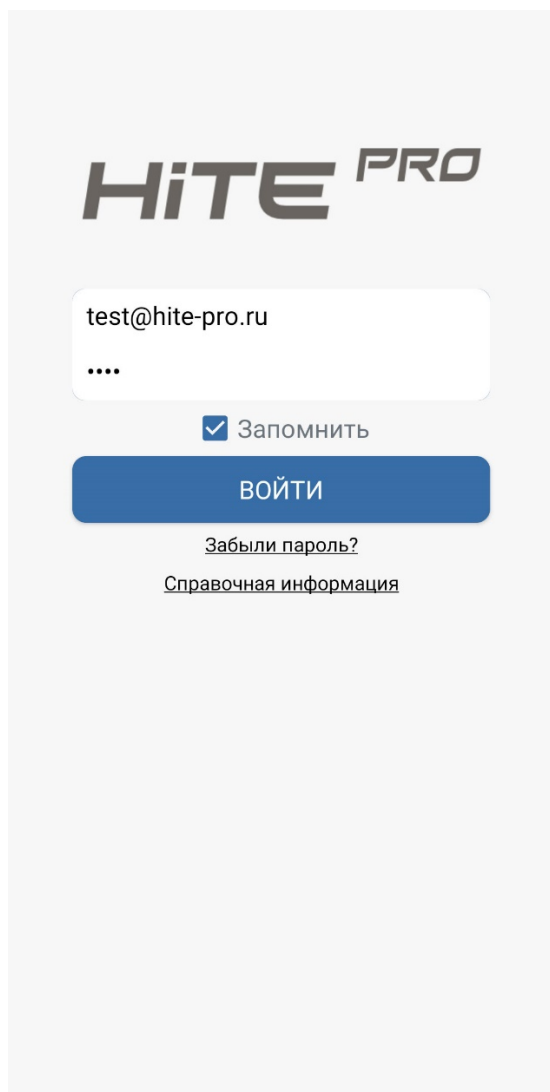 HiTE PRO
test@hite-pro.ru
••••
Запомнить
ВОЙТИ
Забыли пароль?
Справочная информация